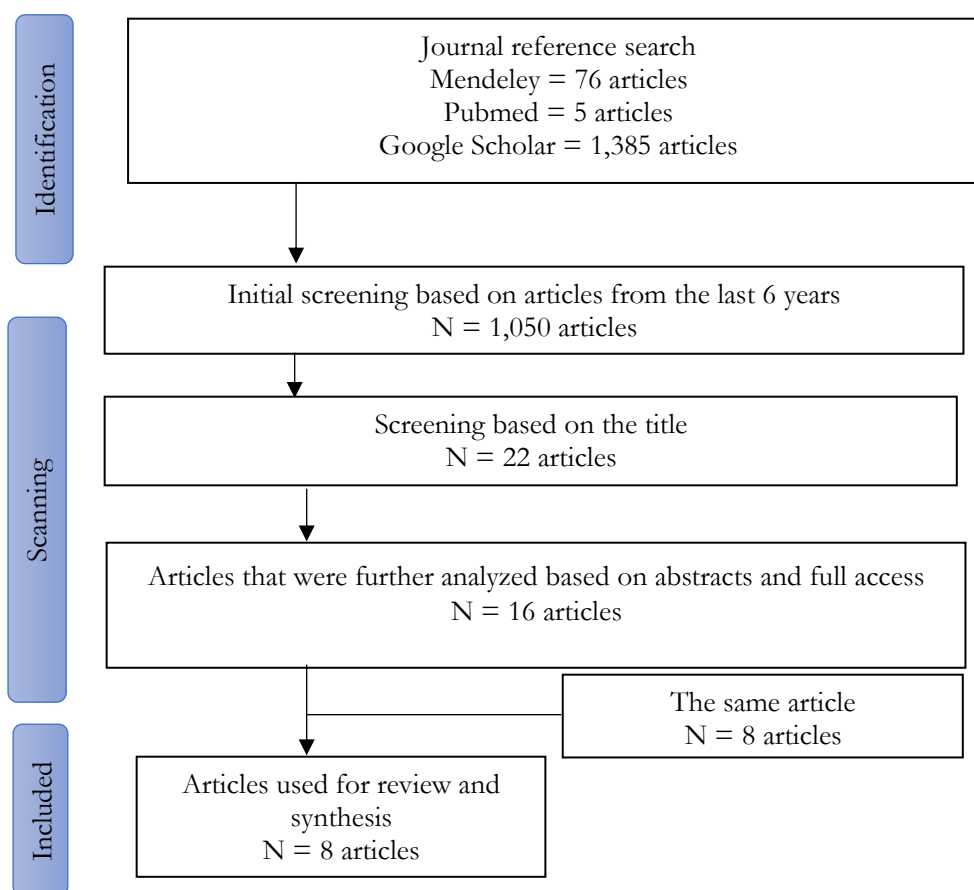 Identification
Journal reference search
Mendeley = 76 articles
Pubmed = 5 articles
Google Scholar = 1,385 articles
Scanning
Initial screening based on articles from the last 6 years
N = 1,050 articles
Screening based on the title
N = 22 articles
Articles that were further analyzed based on abstracts and full access
N = 16 articles
The same article
N = 8 articles
Included
Articles used for review and
synthesis
N = 8 articles